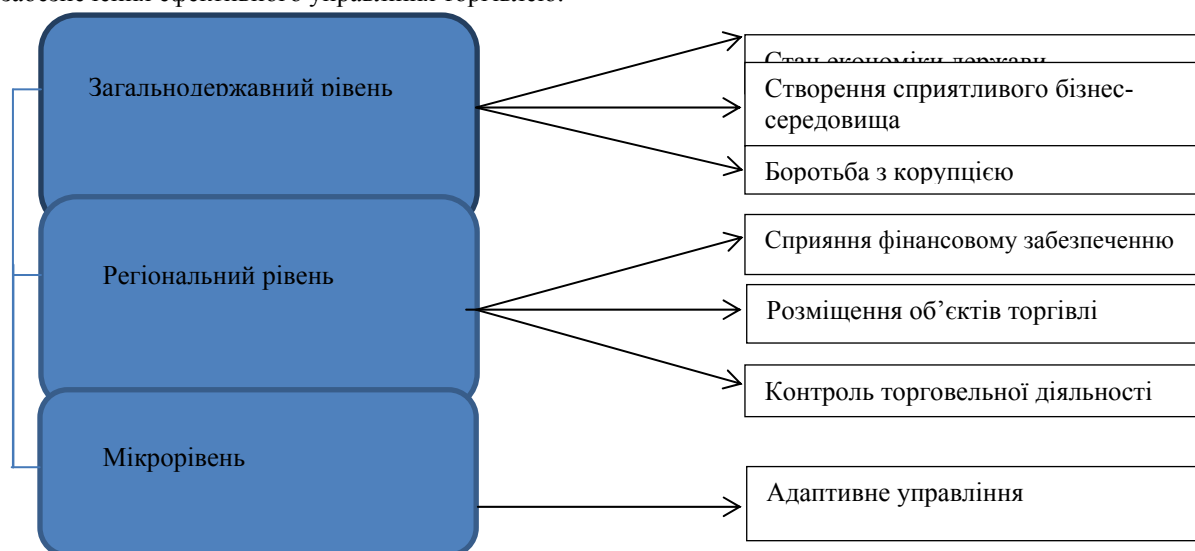 забезпечення ефективного управління торгівлею.
Загальнодержавний рівень
Стан економіки держави
Створення сприятливого бізнес-
середовища
Боротьба з корупцією
Регіональний рівень
Сприяння фінансовому забезпеченню
Розміщення об’єктів торгівлі
Контроль торговельної діяльності
Мікрорівень
Адаптивне управління